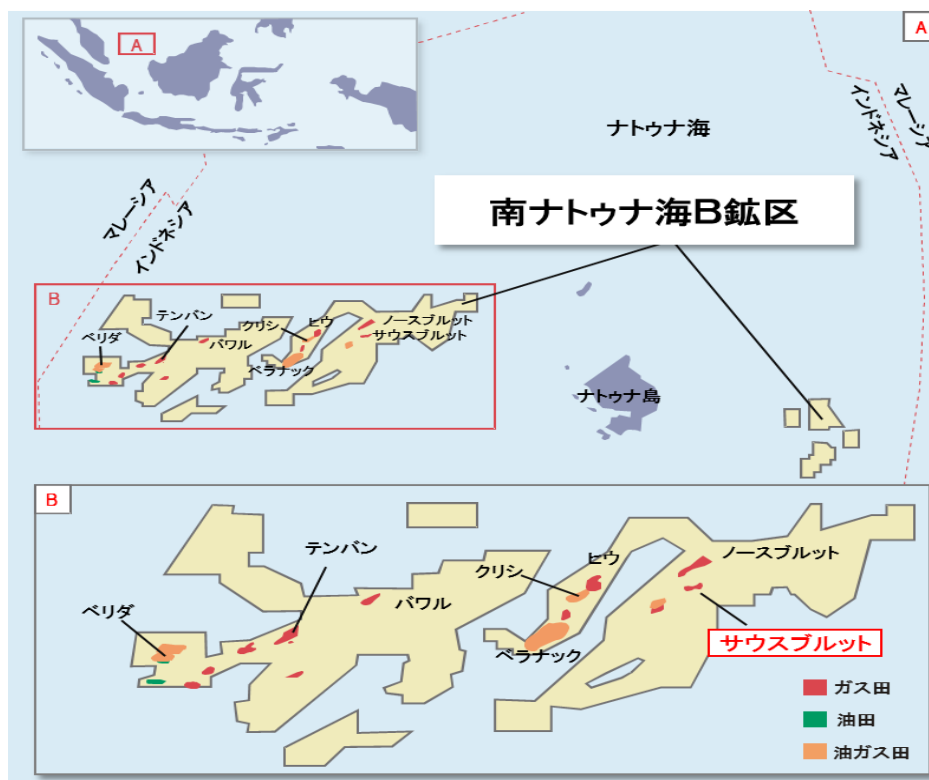 A
A
ナトゥナ海
マレーシア
インドネシア
マレーシア
インドネシア
南ナトゥナ海B鉱区
B
テンバン
ベリダ
バワル
クリシ
ヒウ
ベラナック
ノースブルット
サウスブルット
ナトゥナ島
B
テンバン
ベリダ
バワル
クリシ
ヒウ
ベラナック
ノースブルット
サウスブルット
ガス田
油田
油ガス田